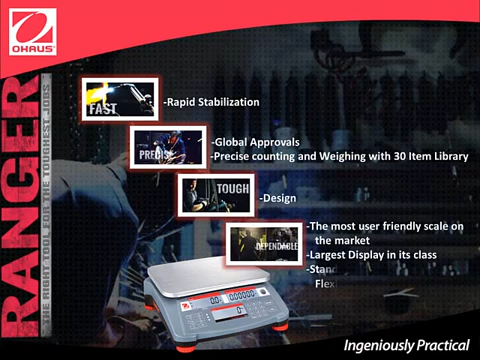 OHAUS
RANGER
THE RIGHT TOOL FOR THE TOUGHEST JOBS
FAST
-Rapid Stabilization
PRECISE
-Global Approvals
-Precise counting and Weighing with 30 Item Library
TOUGH
-Design
DEPENDABLE
-The most user friendly scale on
the market
-Largest Display in its class
Ingeniously Practical